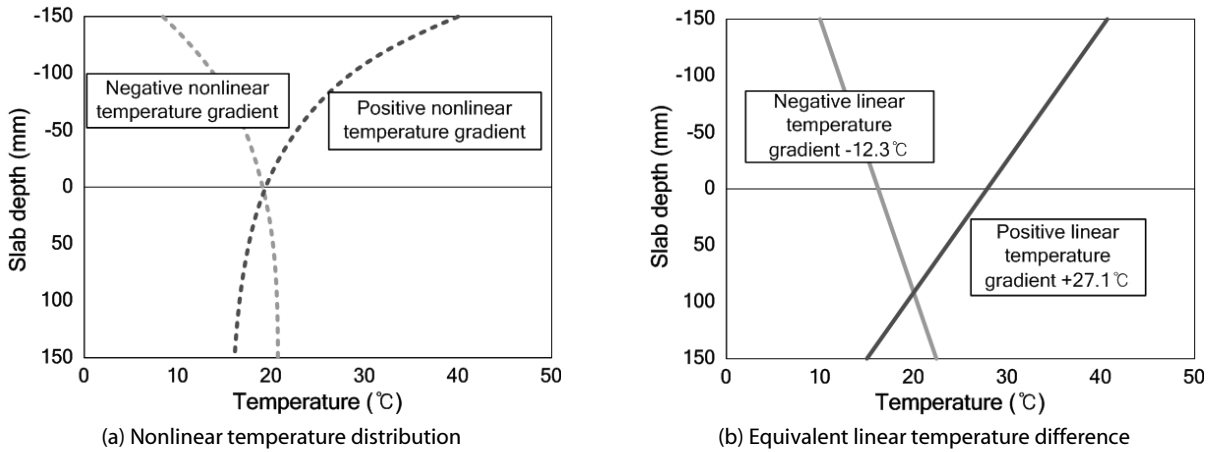 -150
-100
-50
0
50
100
150
Slab depth (mm)
Negative nonlinear
temperature gradient
Positive nonlinear
temperature gradient
0
10
20
30
40
50
Temperature (℃)
(a) Nonlinear temperature distribution
-150
-100
-50
0
50
100
150
Slab depth (mm)
Negative linear
temperature
gradient -12.3℃
Positive linear
temperature
gradient +27.1℃
0
10
20
30
40
50
Temperature (℃)
(b) Equivalent linear temperature difference